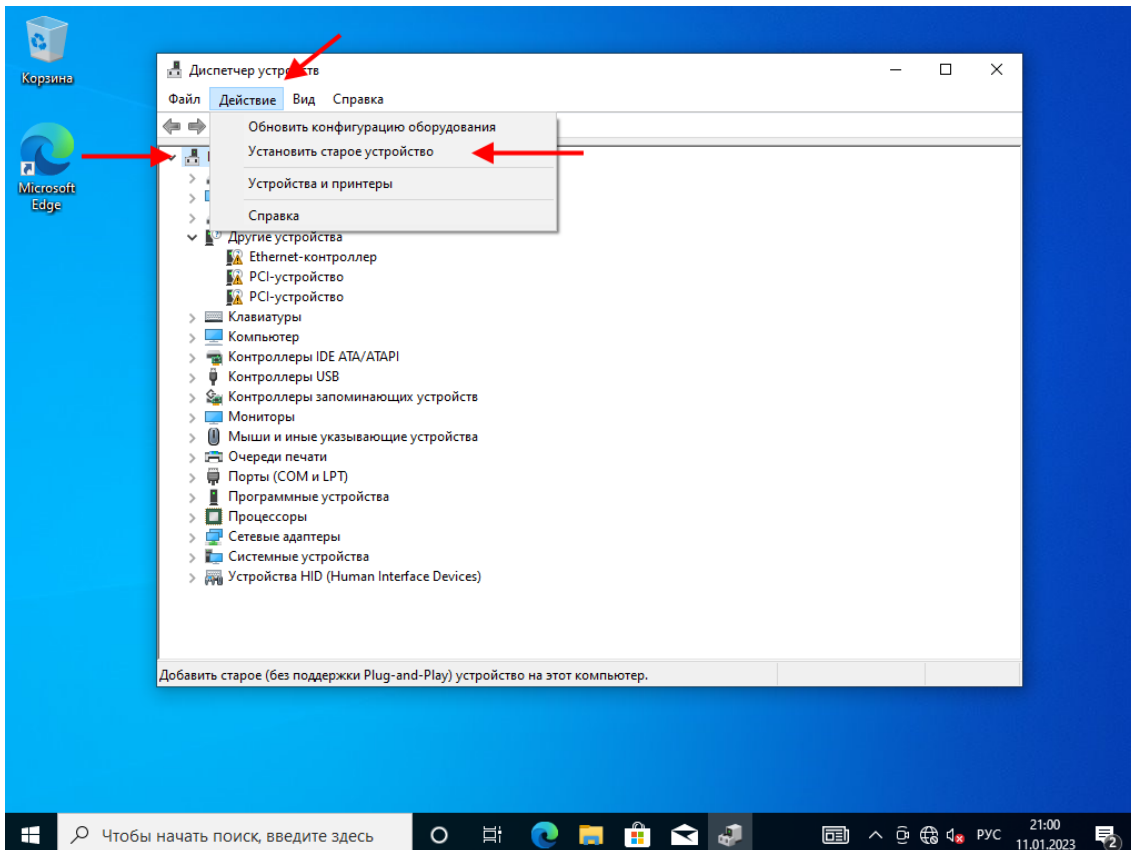 Корзина
Microsoft
Edge
Диспетчер устройств
Файл Действие Вид Справка
Обновить конфигурацию оборудования
Установить старое устройство
Устройства и принтеры
Справка
Другие устройства
Ethernet-контроллер
PCI-устройство
PCI-устройство
Клавиатуры
Компьютер
Контроллеры IDE ATA/ATAPI
Контроллеры USB
Контроллеры запоминающих устройств
Мониторы
Мыши и иные указывающие устройства
Очереди печати
Порты (COM и LPT)
Программные устройства
Процессоры
Сетевые адаптеры
Системные устройства
Устройства HID (Human Interface Devices)
Добавить старое (без поддержки Plug-and-Play) устройство на этот компьютер.
Чтобы начать поиск, введите здесь
РУС
21:00
11.01.2023
2